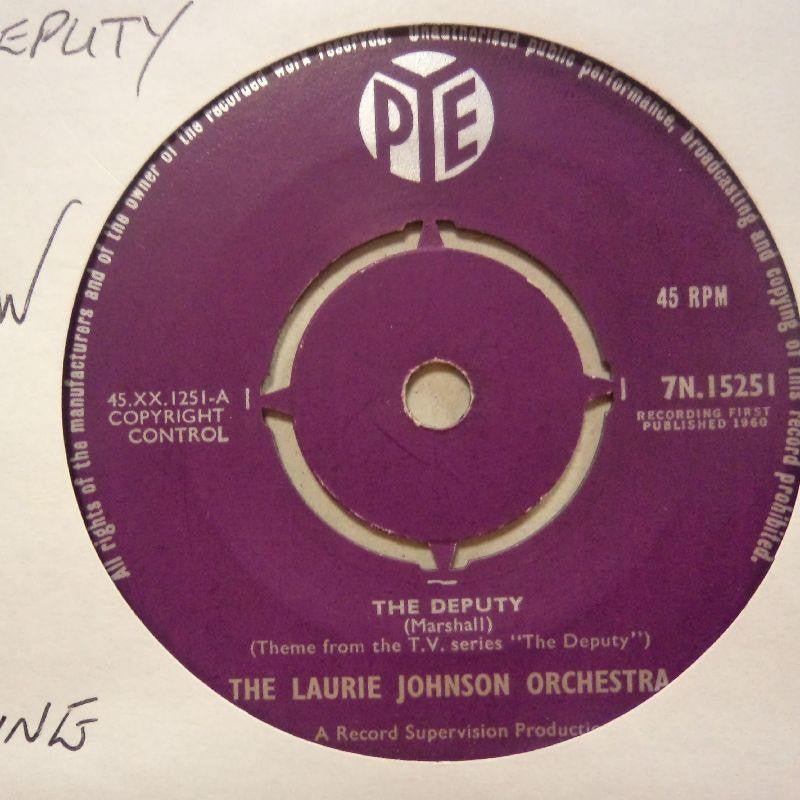 EPUTY
W
ING
All rights of the manufacturers and of the owner of the recorded work reserved. Unauthorised public performance, broadcasting and copying of this record prohibited.
PYE
45 RPM
45.XX.1251-A
COPYRIGHT
CONTROL
7N.15251
RECORDING FIRST
PUBLISHED 1960
THE DEPUTY
(Marshall)
(Theme from the T.V. series "The Deputy")
THE LAURIE JOHNSON ORCHESTRA
A Record Supervision Producti